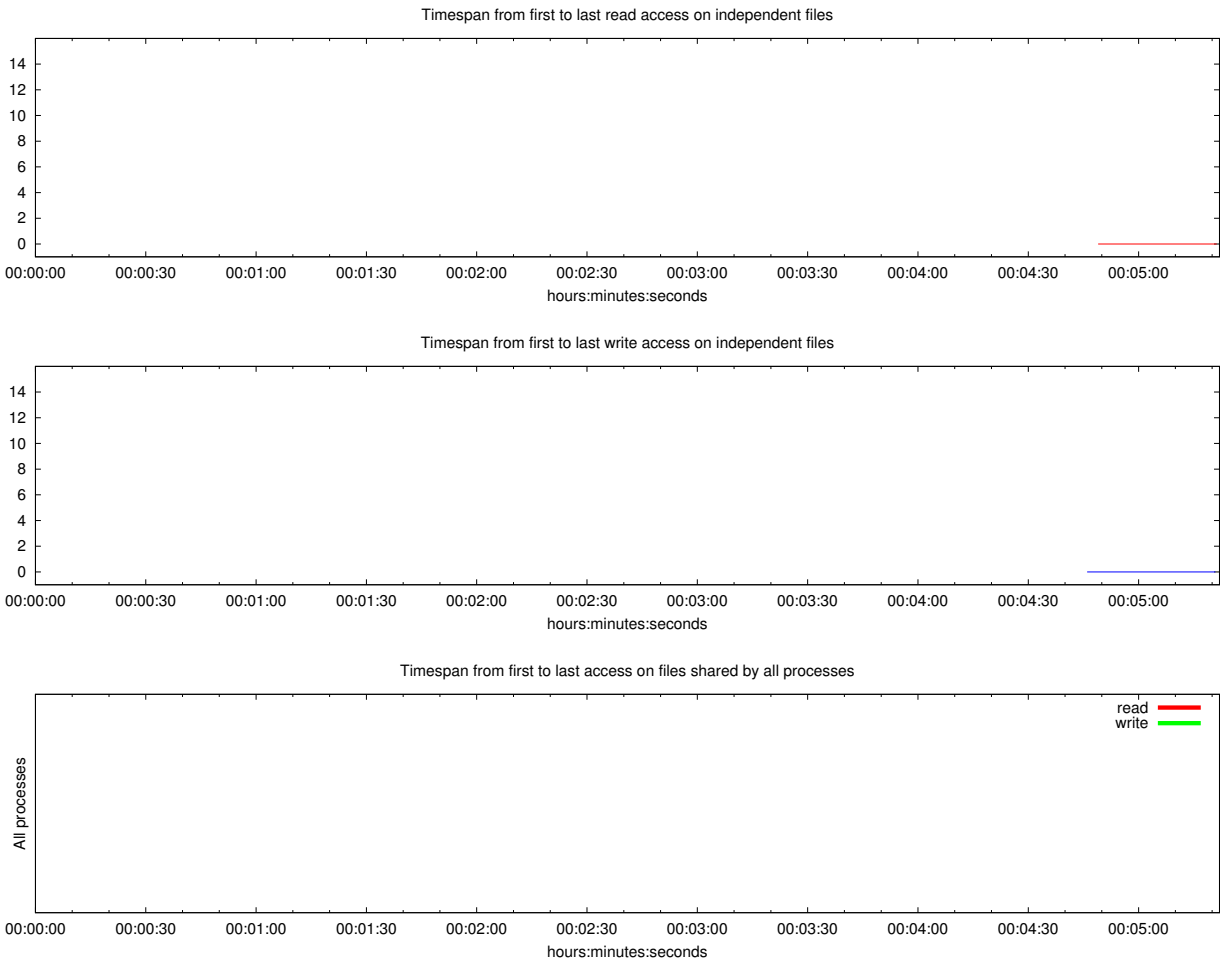 Timespan from first to last read access on independent files
14
12
10
8
6
4
2
0
00:00:00 00:00:30 00:01:00 00:01:30 00:02:00 00:02:30 00:03:00 00:03:30 00:04:00 00:04:30 00:05:00
hours:minutes:seconds
Timespan from first to last write access on independent files
14
12
10
8
6
4
2
0
00:00:00 00:00:30 00:01:00 00:01:30 00:02:00 00:02:30 00:03:00 00:03:30 00:04:00 00:04:30 00:05:00
hours:minutes:seconds
Timespan from first to last access on files shared by all processes
read
write
All processes
00:00:00 00:00:30 00:01:00 00:01:30 00:02:00 00:02:30 00:03:00 00:03:30 00:04:00 00:04:30 00:05:00
hours:minutes:seconds